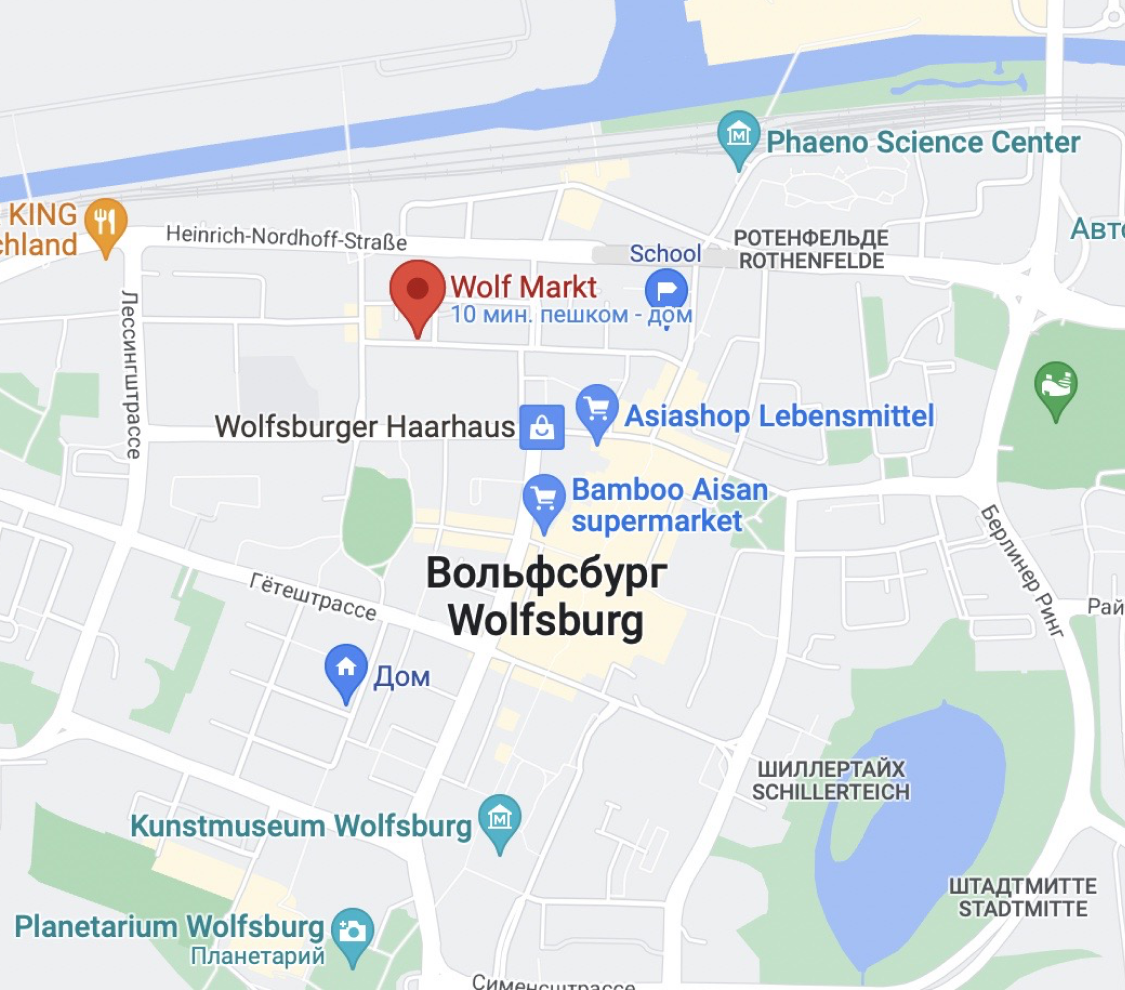 Phaeno Science Center
KING
chland
Heinrich-Nordhoff-Straße
School
РОТЕНФЕЛЬДЕ
ROTHENFELDE
Авто
Wolf Markt
10 мин. пешком - дом
Лессингштрассе
Wolfsburger Haarhaus
Asiashop Lebensmittel
Bamboo Aisan
supermarket
Берлинер Ринг
Вольфсбург
Wolfsburg
Гётештрассе
Рай
Дом
ШИЛЛЕРТАЙХ
SCHILLERTEICH
Kunstmuseum Wolfsburg
ШТАДТМИТТЕ
STADTMITTE
Planetarium Wolfsburg
Планетарий
Сименсштрассе